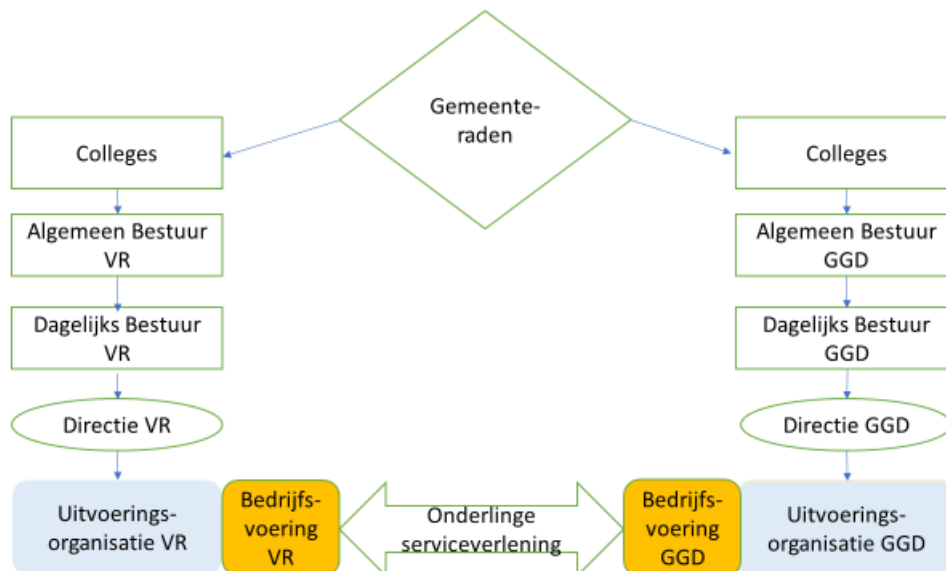 Gemeente-
raden
Colleges
Colleges
Algemeen Bestuur
VR
Algemeen Bestuur
GGD
Dagelijks Bestuur
VR
Dagelijks Bestuur
GGD
Directie VR
Directie GGD
Uitvoerings-
organisatie VR
Bedrijfs-
voering
VR
Onderlinge
serviceverlening
Bedrijfs-
voering
GGD
Uitvoerings-
organisatie GGD